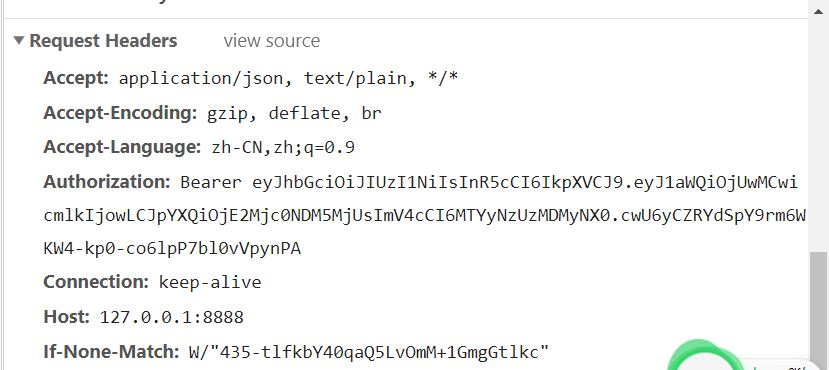 Request Headers view source
Accept: application/json, text/plain, */*
Accept-Encoding: gzip, deflate, br
Accept-Language: zh-CN,zh;q=0.9
Authorization: Bearer eyJhbGciOiJIUzI1NiIsInR5cCI6IkpXVCJ9.eyJ1aWQiOjUwMCwi
cmlkIjowLCJpYXQiOjE2Mjc0NDM5MjUsImV4cCI6MTYyNzUzMDMyNX0.cwU6yCZRYdSpY9rm6W
KW4-kp0-co6lpP7bl0vVpynPA
Connection: keep-alive
Host: 127.0.0.1:8888
If-None-Match: W/"435-tlfkbY40qaQ5LvOmM+1GmgGtlkc"